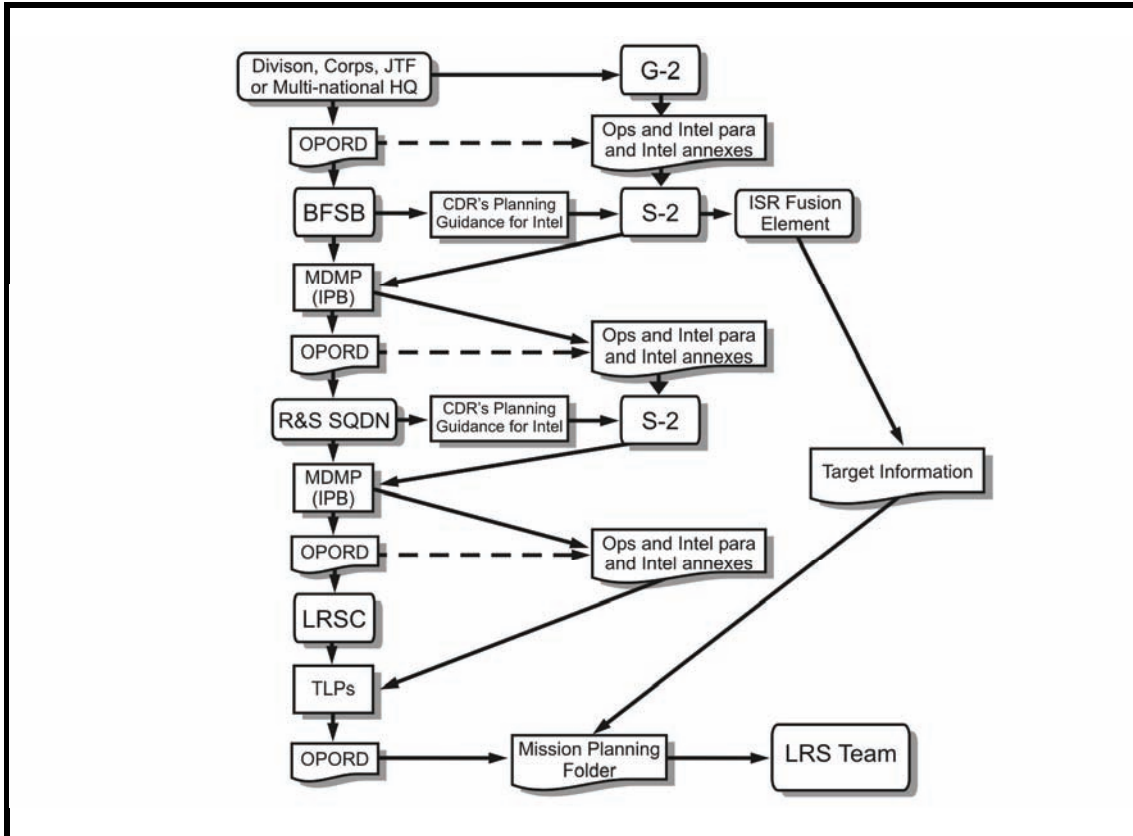 Divison, Corps, JTF
or Multi-national HQ
G-2
OPORD
Ops and Intel para
and Intel annexes
BFSB
CDR's Planning
Guidance for Intel
S-2
ISR Fusion
Element
MDMP
(IPB)
OPORD
Ops and Intel para
and Intel annexes
R&S SQDN
CDR's Planning
Guidance for Intel
S-2
MDMP
(IPB)
Target Information
OPORD
Ops and Intel para
and Intel annexes
LRSC
TLPs
OPORD
Mission Planning
Folder
LRS Team